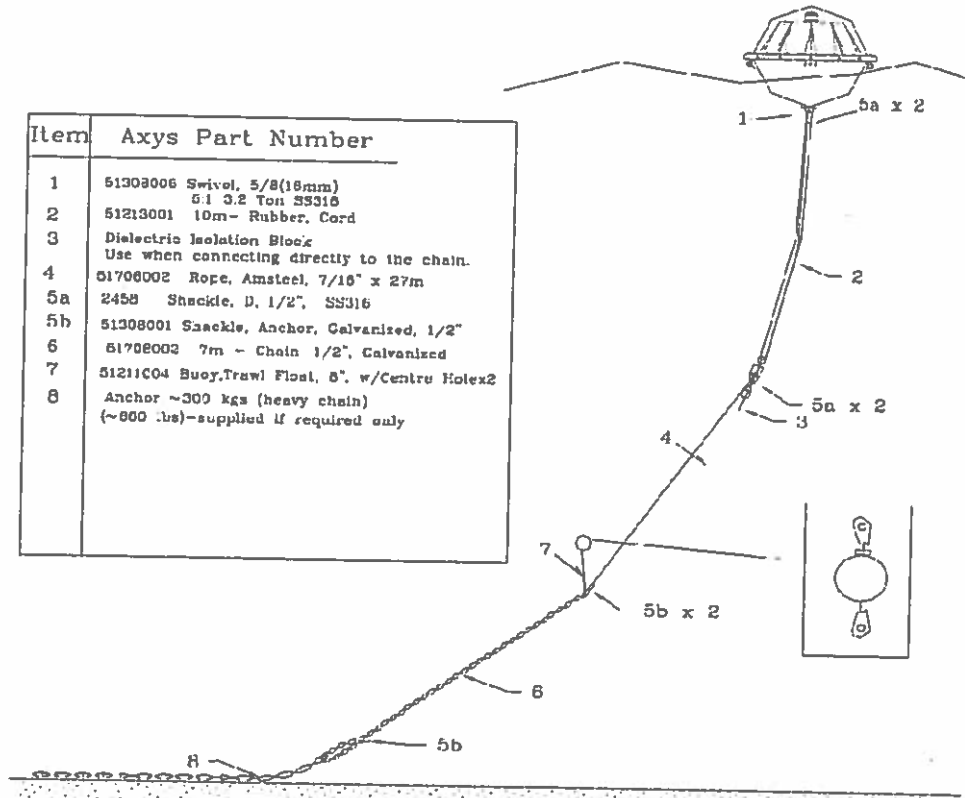 Item Axys Part Number
1 51308006 Swivel, 5/8(16mm)
5:1 3.2 Ton SS316
2 51213001 10m- Rubber, Cord
3 Dielectric Isolation Block
Use when connecting directly to the chain.
4 61706002 Rope, Amsteel, 7/16" x 27m
5a 2458 Shackle, D, 1/2", SS316
5b 51308001 Shackle, Anchor, Galvanised, 1/2"
6 61708002 7m - Chain 1/2", Galvanized
7 51211C04 Buoy,Trawl Float, 8", w/Centre Holex2
8 Anchor ~300 kgs (heavy chain)
(~660 lbs)-supplied if required only
1
5a x 2
2
5a x 2
3
4
7
5b x 2
6
5b
8